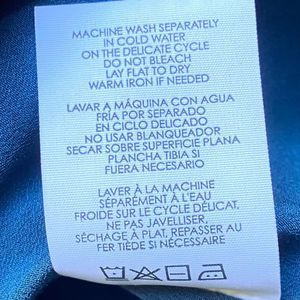 MACHINE WASH SEPARATELY
IN COLD WATER
ON THE DELICATE CYCLE
DO NOT BLEACH
LAY FLAT TO DRY
WARM IRON IF NEEDED
LAVAR A MÁQUINA CON AGUA
FRÍA POR SEPARADO
EN CICLO DELICADO
NO USAR BLANQUEADOR
SECAR SOBRE SUPERFICIE PLANA
PLANCHA TIBIA SI
FUERA NECESARIO
LAVER À LA MACHINE
SÉPARÉMENT À L'EAU
FROIDE SUR LE CYCLE DÉLICAT,
NE PAS JAVELLISER,
SÉCHAGE À PLAT, REPASSER AU
FER TIÈDE SI NÉCESSAIRE